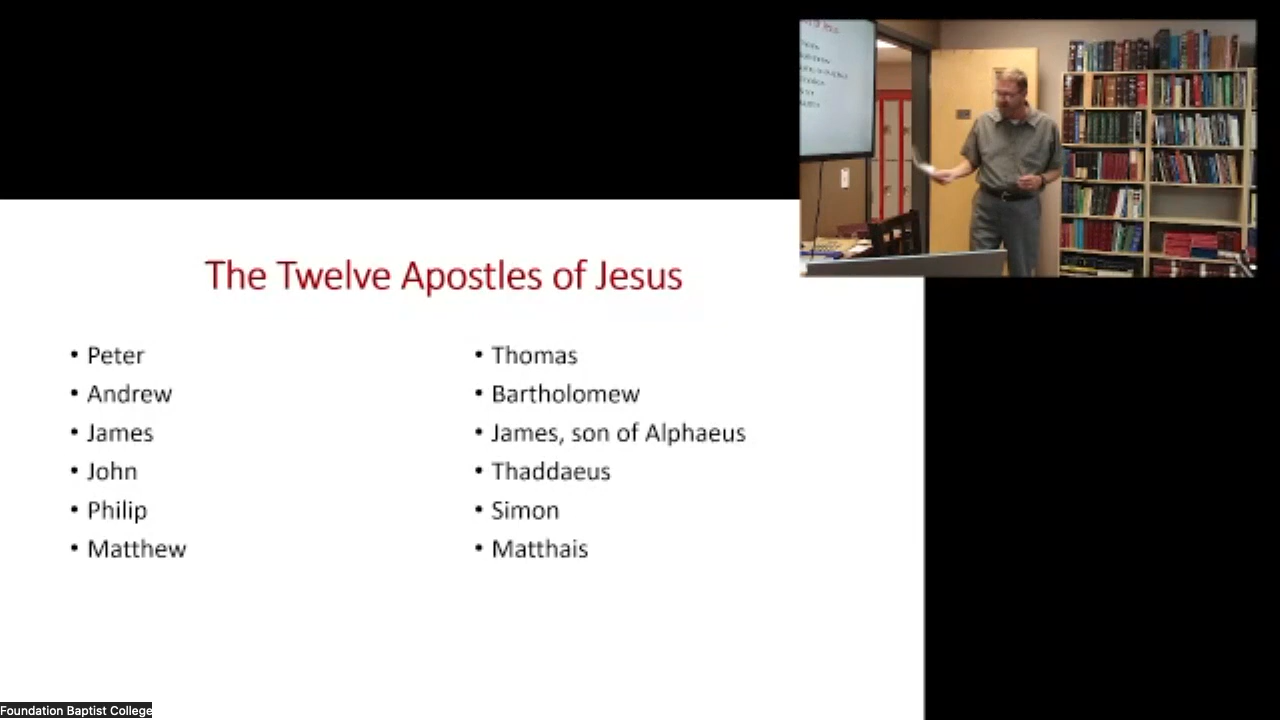 The Twelve Apostles of Jesus
• Peter
• Andrew
• James
• John
• Philip
• Matthew
• Thomas
• Bartholomew
• James, son of Alphaeus
• Thaddaeus
• Simon
• Matthais
Foundation Baptist College